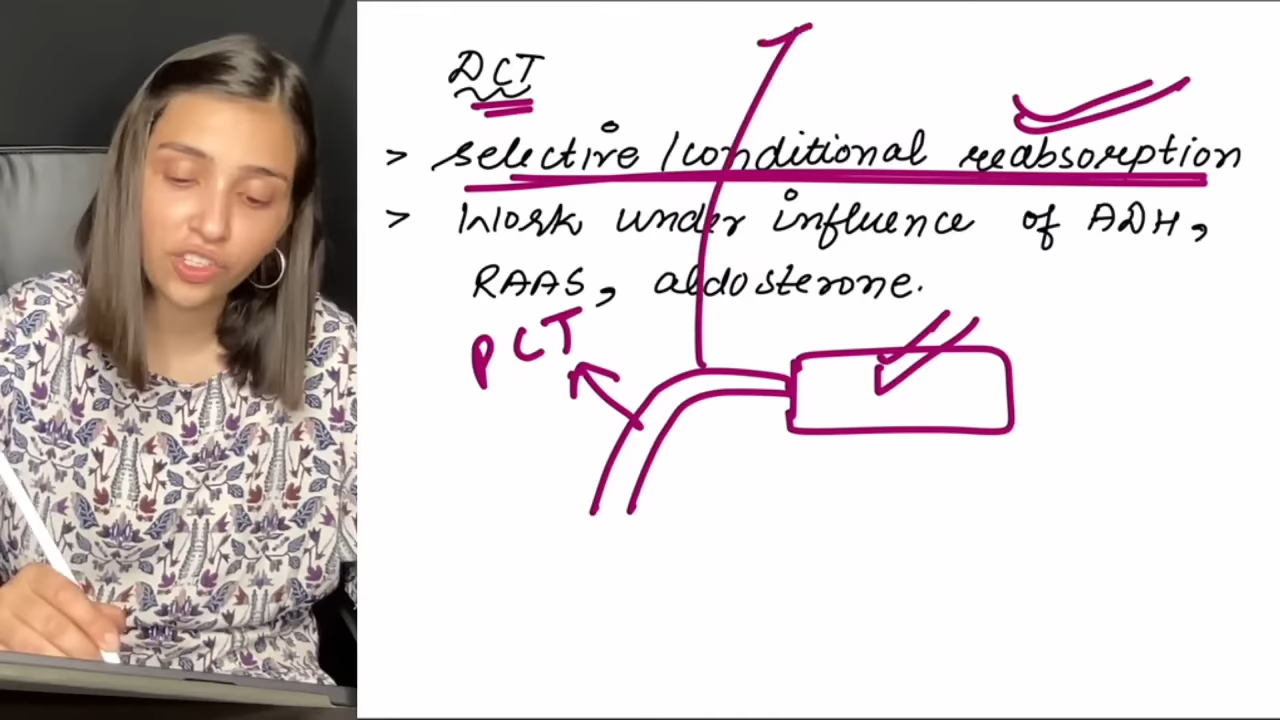 DCT
> selective /conditional reabsorption
> Work under influence of ADH,
RAAS, aldosterone.
PCT